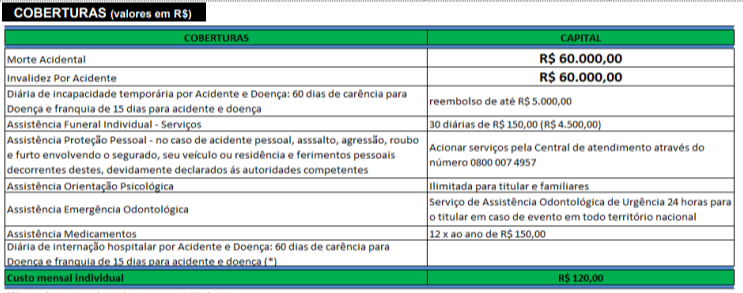 COBERTURAS (valores em R$)
COBERTURAS CAPITAL
Morte Acidental R$ 60.000,00
Invalidez Por Acidente R$ 60.000,00
Diária de incapacidade temporária por Acidente e Doença: 60 dias de carência para
Doença e franquia de 15 dias para acidente e doença
reembolso de até R$ 5.000,00
Assistência Funeral Individual - Serviços 30 diárias de R$ 150,00 (R$ 4.500,00)
Assistência Proteção Pessoal - no caso de acidente pessoal, asssalto, agressão, roubo
e furto envolvendo o segurado, seu veículo ou residência e ferimentos pessoais
decorrentes destes, devidamente declarados ás autoridades competentes
Acionar serviços pela Central de atendimento através do
número 0800 007 4957
Assistência Orientação Psicológica Ilimitada para titular e familiares
Assistência Emergência Odontológica
Serviço de Assistência Odontológica de Urgência 24 horas para
o titular em caso de evento em todo território nacional
Assistência Medicamentos 12 x ao ano de R$ 150,00
Diária de internação hospitalar por Acidente e Doença: 60 dias de carência para
Doença e franquia de 15 dias para acidente e doença (*)
Custo mensal individual R$ 120,00